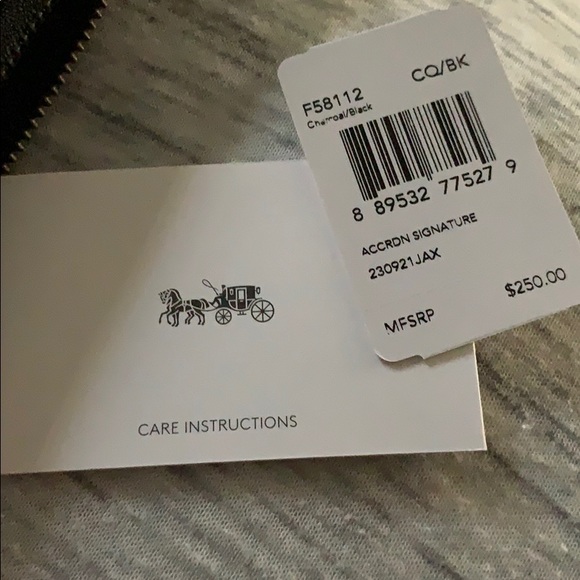 F58112
CQ/BK
Charcoal/Black
8 89532 77527 9
ACCRDN SIGNATURE
230921JAX
MFSRP
$250.00
CARE INSTRUCTIONS